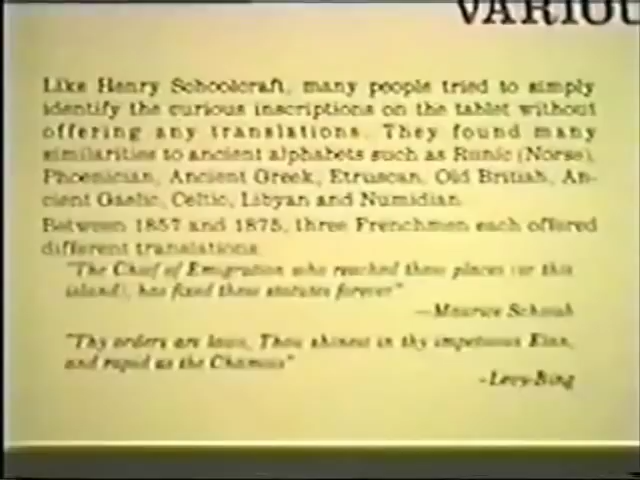 VARIOU
Like Henry Schoolcraft, many people tried to simply
identify the curious inscriptions on the tablet without
offering any translations. They found many
similarities to ancient alphabets such as Runic (Norse),
Phoenician, Ancient Greek, Etruscan, Old British, An-
cient Gaelic, Celtic, Libyan and Numidian.
Between 1857 and 1875, three Frenchmen each offered
different translations
"The Chief of Emigration who reached these places (or this
island), has fixed these statutes forever"
—Maurice Schwab
"Thy orders are laws, Thou shinest in thy impetuous Elan,
and rapid as the Chamois"
-Levy-Bing